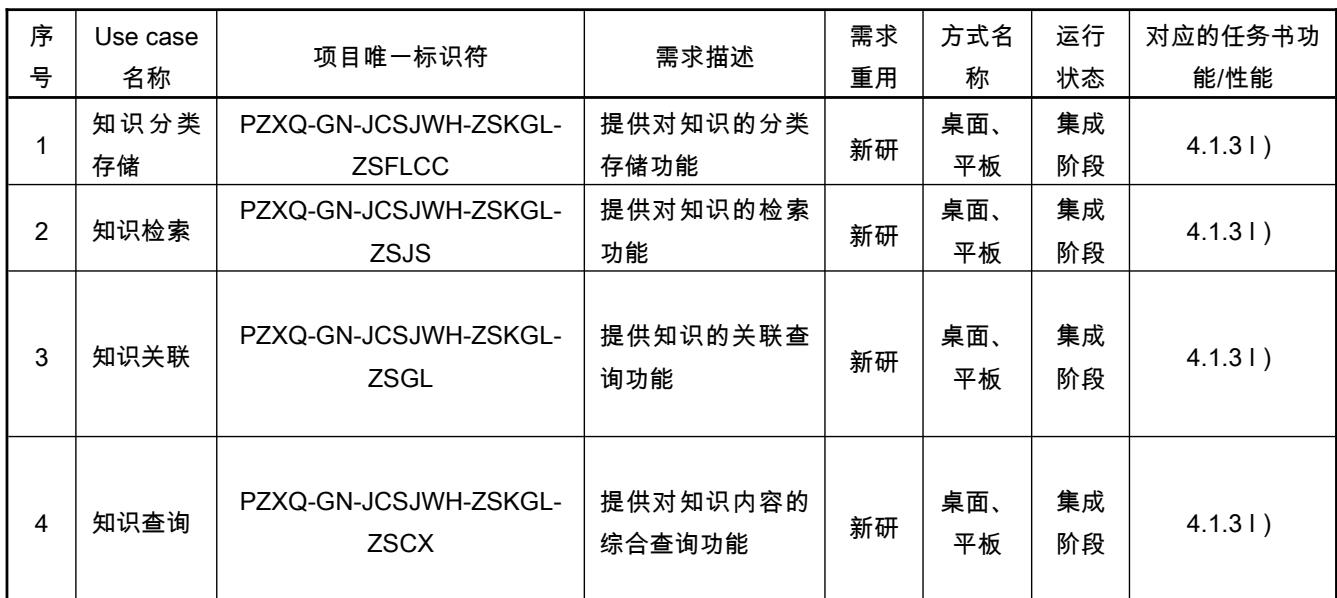 序号 Use case 名称 项目唯一标识符 需求描述 需求重用 方式名称 运行状态 对应的任务书功能/性能
1 知识分类存储 PZXQ-GN-JCSJWH-ZSKGL-ZSFLCC 提供对知识的分类存储功能 新研 桌面、平板 集成阶段 4.1.3 l )
2 知识检索 PZXQ-GN-JCSJWH-ZSKGL-ZSJS 提供对知识的检索功能 新研 桌面、平板 集成阶段 4.1.3 l )
3 知识关联 PZXQ-GN-JCSJWH-ZSKGL-ZSGL 提供知识的关联查询功能 新研 桌面、平板 集成阶段 4.1.3 l )
4 知识查询 PZXQ-GN-JCSJWH-ZSKGL-ZSCX 提供对知识内容的综合查询功能 新研 桌面、平板 集成阶段 4.1.3 l )